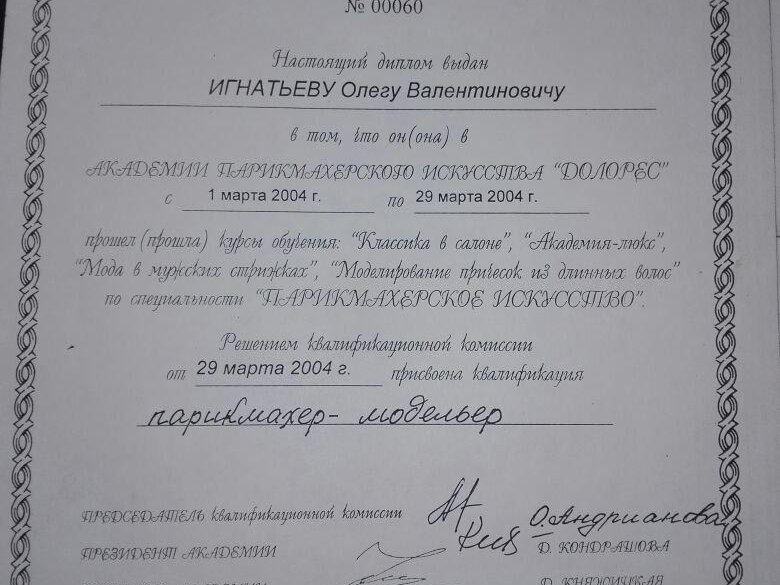 № 00060
Настоящий диплом выдан
ИГНАТЬЕВУ Олегу Валентиновичу
в том, что он(она) в
АКАДЕМИИ ПАРИКМАХЕРСКОГО ИСКУССТВА "ДОЛОРЕС"
с 1 марта 2004 г. по 29 марта 2004 г.
прошел (прошла) курсы обучения: "Классика в салоне", "Академия-люкс",
"Мода в мужских стрижках", "Моделирование причесок из длинных волос"
по специальности "ПАРИКМАХЕРСКОЕ ИСКУССТВО".
Решением квалификационной комиссии
от 29 марта 2004 г. присвоена квалификация
парикмахер-модельер
ПРЕДСЕДАТЕЛЬ квалификационной комиссии О. Андрианова
ПРЕЗИДЕНТ АКАДЕМИИ Д. КОНДРАШОВА
АКАДЕМИИ Д. КНЯЖИЦКАЯ